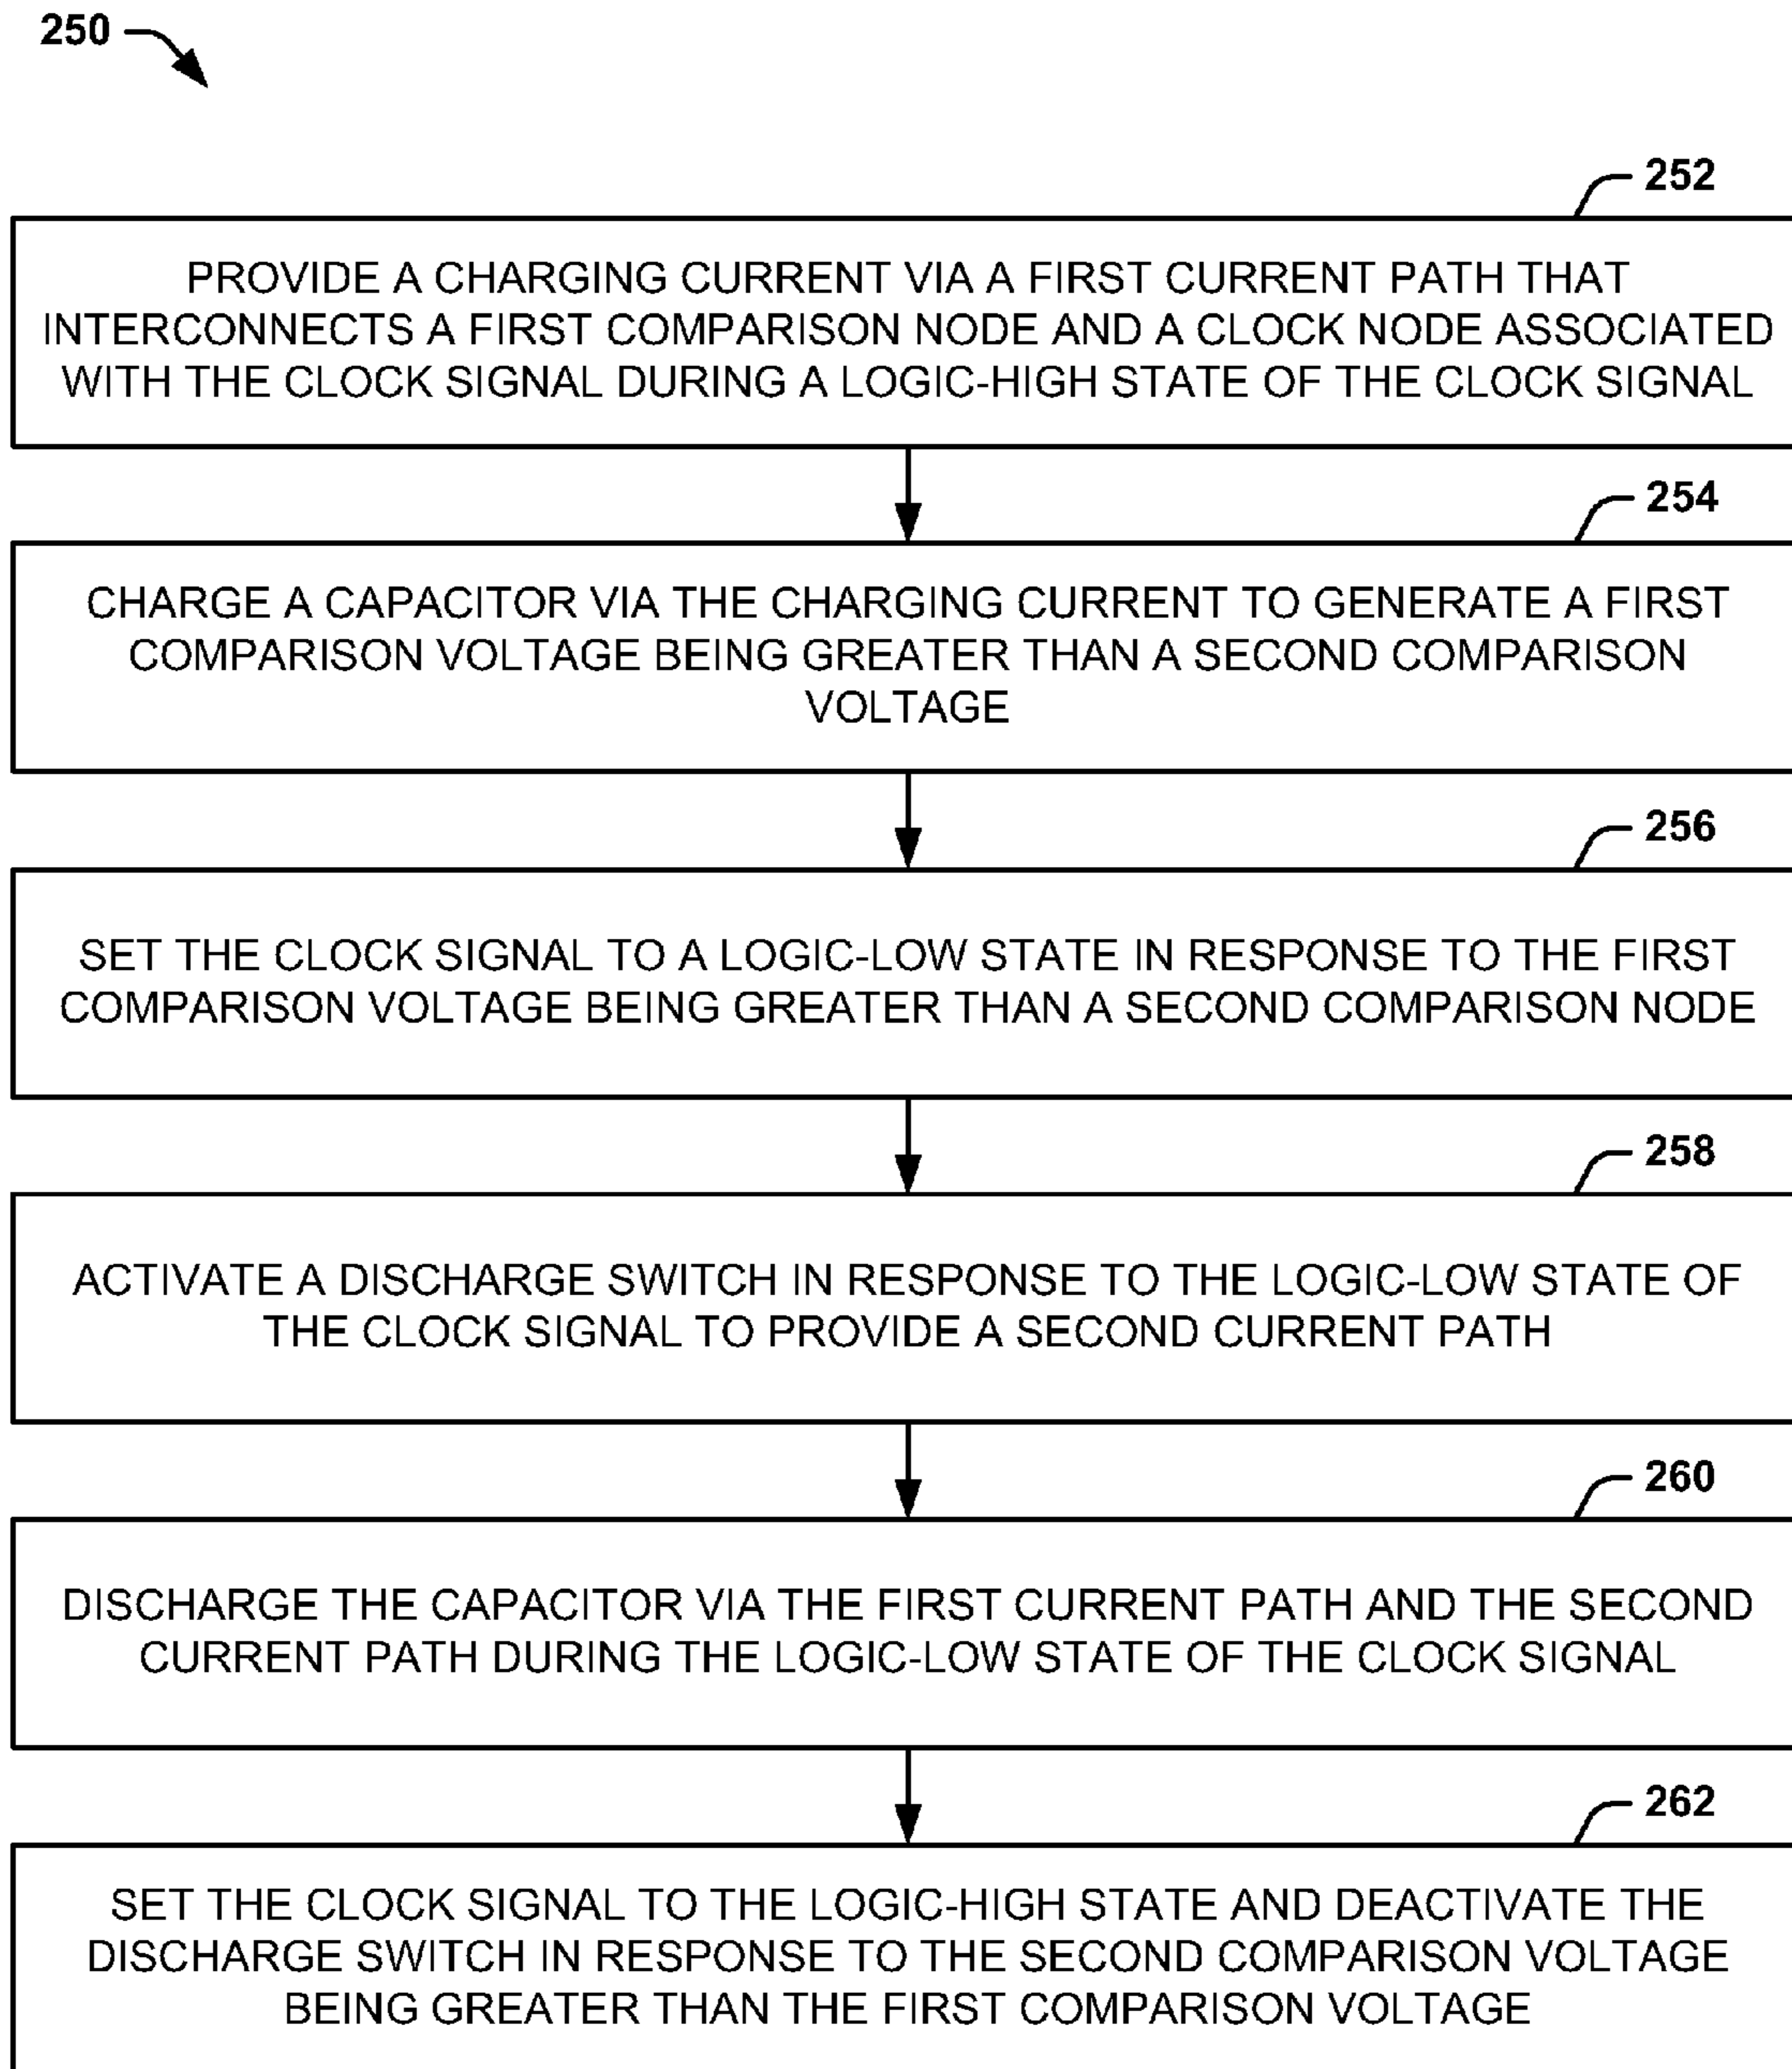 250
252
PROVIDE A CHARGING CURRENT VIA A FIRST CURRENT PATH THAT
INTERCONNECTS A FIRST COMPARISON NODE AND A CLOCK NODE ASSOCIATED
WITH THE CLOCK SIGNAL DURING A LOGIC-HIGH STATE OF THE CLOCK SIGNAL
254
CHARGE A CAPACITOR VIA THE CHARGING CURRENT TO GENERATE A FIRST
COMPARISON VOLTAGE BEING GREATER THAN A SECOND COMPARISON
VOLTAGE
256
SET THE CLOCK SIGNAL TO A LOGIC-LOW STATE IN RESPONSE TO THE FIRST
COMPARISON VOLTAGE BEING GREATER THAN A SECOND COMPARISON NODE
258
ACTIVATE A DISCHARGE SWITCH IN RESPONSE TO THE LOGIC-LOW STATE OF
THE CLOCK SIGNAL TO PROVIDE A SECOND CURRENT PATH
260
DISCHARGE THE CAPACITOR VIA THE FIRST CURRENT PATH AND THE SECOND
CURRENT PATH DURING THE LOGIC-LOW STATE OF THE CLOCK SIGNAL
262
SET THE CLOCK SIGNAL TO THE LOGIC-HIGH STATE AND DEACTIVATE THE
DISCHARGE SWITCH IN RESPONSE TO THE SECOND COMPARISON VOLTAGE
BEING GREATER THAN THE FIRST COMPARISON VOLTAGE